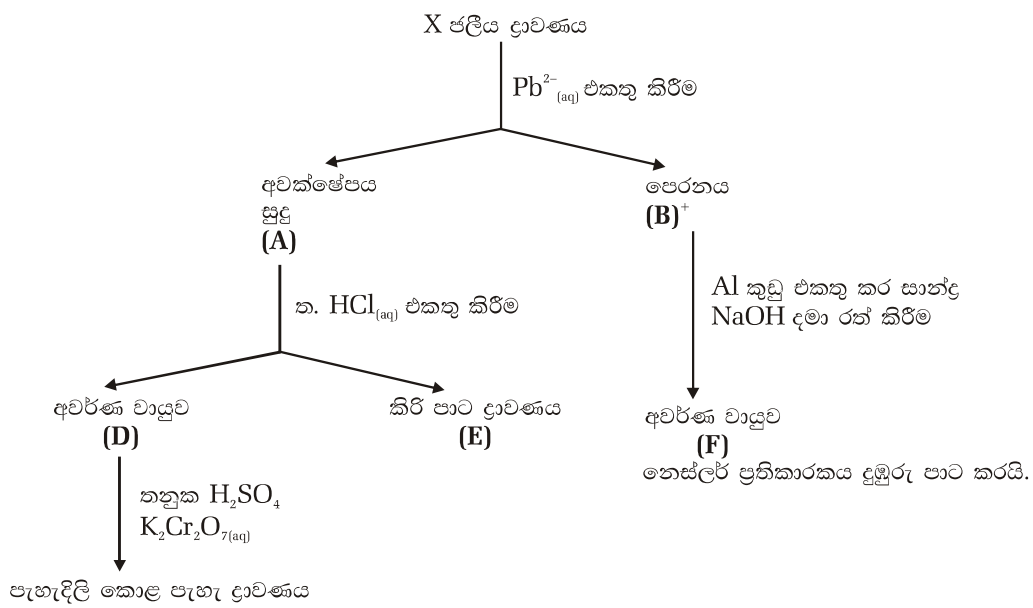 X ජලීය ද්‍රාවණය
Pb²⁻₍aq₎ එකතු කිරීම
අවක්ෂේපය
සුදු
(A)
පෙරනය
(B)⁺
ත. HCl₍aq₎ එකතු කිරීම
Al කුඩු එකතු කර සාන්ද්‍ර
NaOH දමා රත් කිරීම
අවර්ණ වායුව
(D)
කිරි පාට ද්‍රාවණය
(E)
අවර්ණ වායුව
(F)
නෙස්ලර් ප්‍රතිකාරකය දුඹුරු පාට කරයි.
තනුක H₂SO₄
K₂Cr₂O₇₍aq₎
පැහැදිලි කොළ පැහැ ද්‍රාවණය